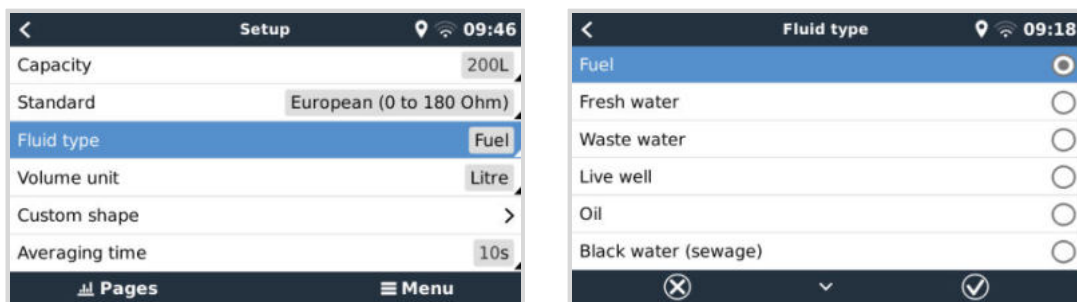 Setup 09:46
Capacity 200L
Standard European (0 to 180 Ohm)
Fluid type Fuel
Volume unit Litre
Custom shape
Averaging time 10s
Pages Menu
Fluid type 09:18
Fuel
Fresh water
Waste water
Live well
Oil
Black water (sewage)